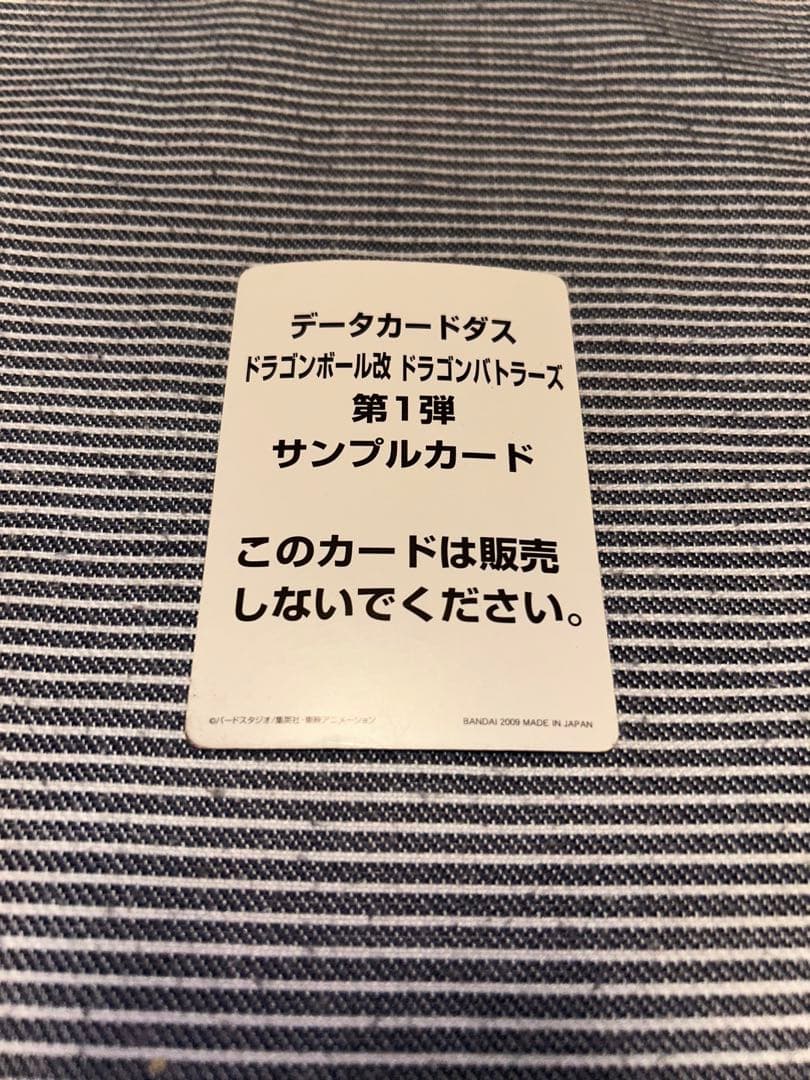 データカードダス
ドラゴンボール改 ドラゴンバトラーズ
第1弾
サンプルカード
このカードは販売
しないでください。
©バードスタジオ/集英社・東映アニメーション
BANDAI 2009 MADE IN JAPAN